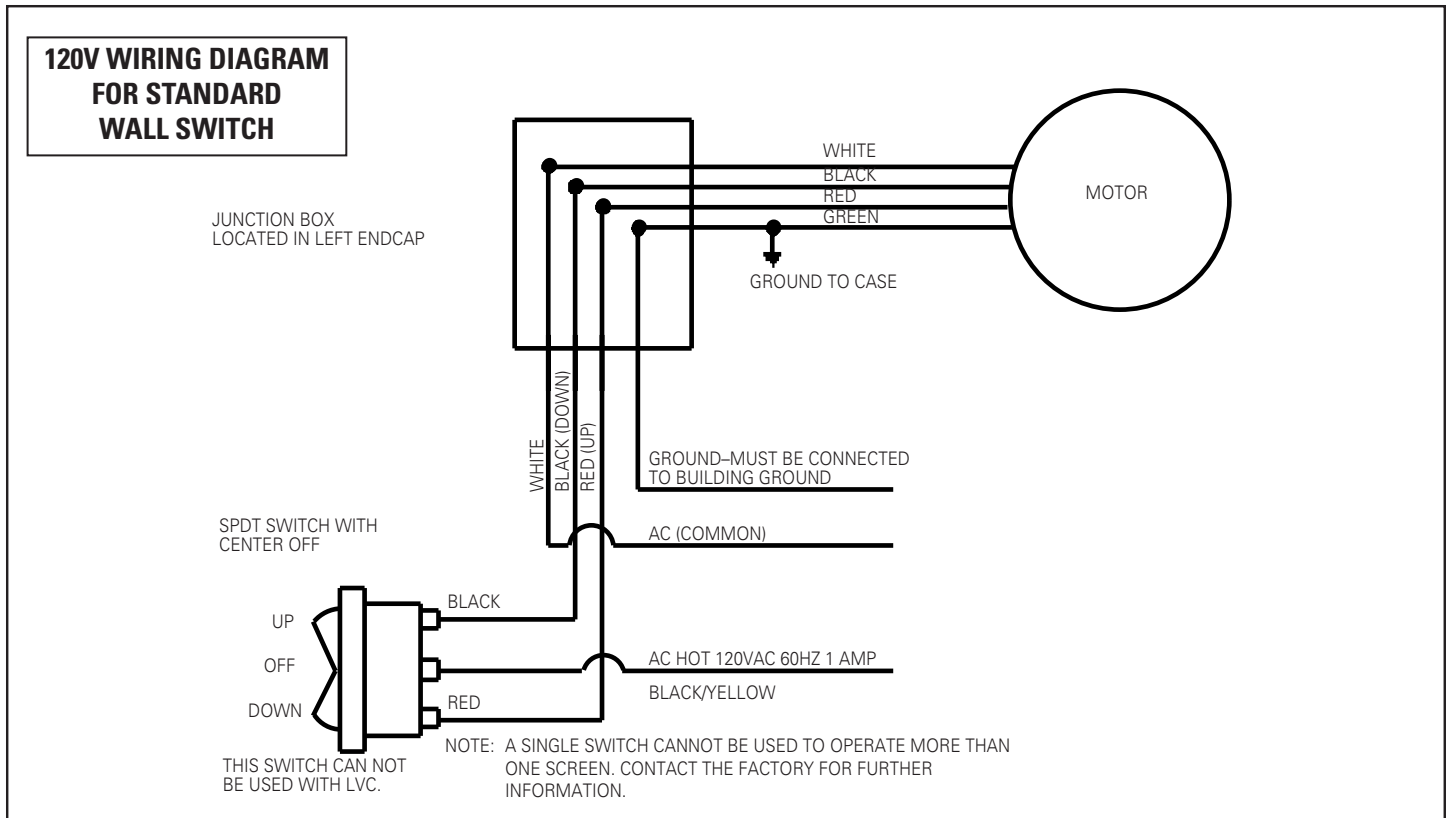 120V WIRING DIAGRAM
FOR STANDARD
WALL SWITCH
WHITE
BLACK
RED
GREEN
MOTOR
JUNCTION BOX
LOCATED IN LEFT ENDCAP
GROUND TO CASE
WHITE
BLACK (DOWN)
RED (UP)
GROUND–MUST BE CONNECTED
TO BUILDING GROUND
SPDT SWITCH WITH
CENTER OFF
AC (COMMON)
BLACK
UP
OFF
DOWN
AC HOT 120VAC 60HZ 1 AMP
BLACK/YELLOW
RED
THIS SWITCH CAN NOT
BE USED WITH LVC.
NOTE: A SINGLE SWITCH CANNOT BE USED TO OPERATE MORE THAN
ONE SCREEN. CONTACT THE FACTORY FOR FURTHER
INFORMATION.